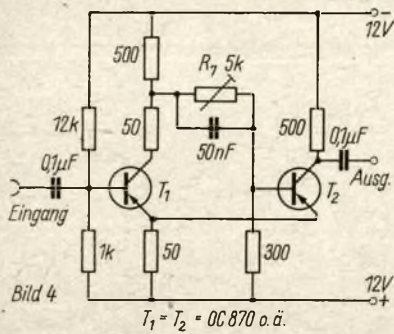 −
12V
500
R₇ 5k
12k
50
50nF
500
0,1µF
0,1µF
T₁
T₂
Eingang
Ausg.
1k
50
300
12V
+
Bild 4
T₁ = T₂ = OC 870 o. ä.